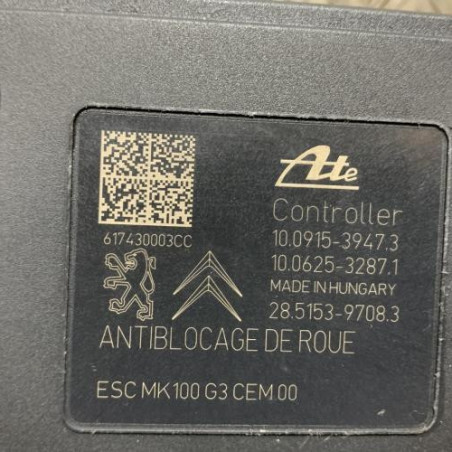 Ate
Controller
617430003CC
10.0915-3947.3
10.0625-3287.1
MADE IN HUNGARY
28.5153-9708.3
ANTIBLOCAGE DE ROUE
ESC MK100 G3 CEM 00